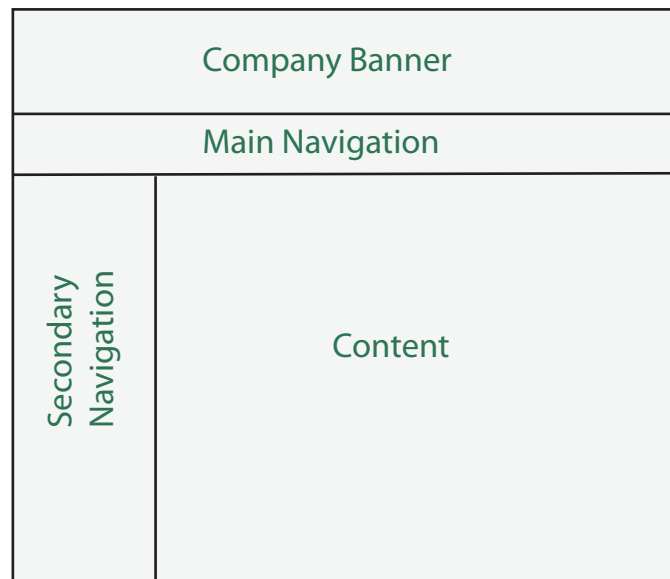 Company Banner
Main Navigation
Secondary
Navigation
Content